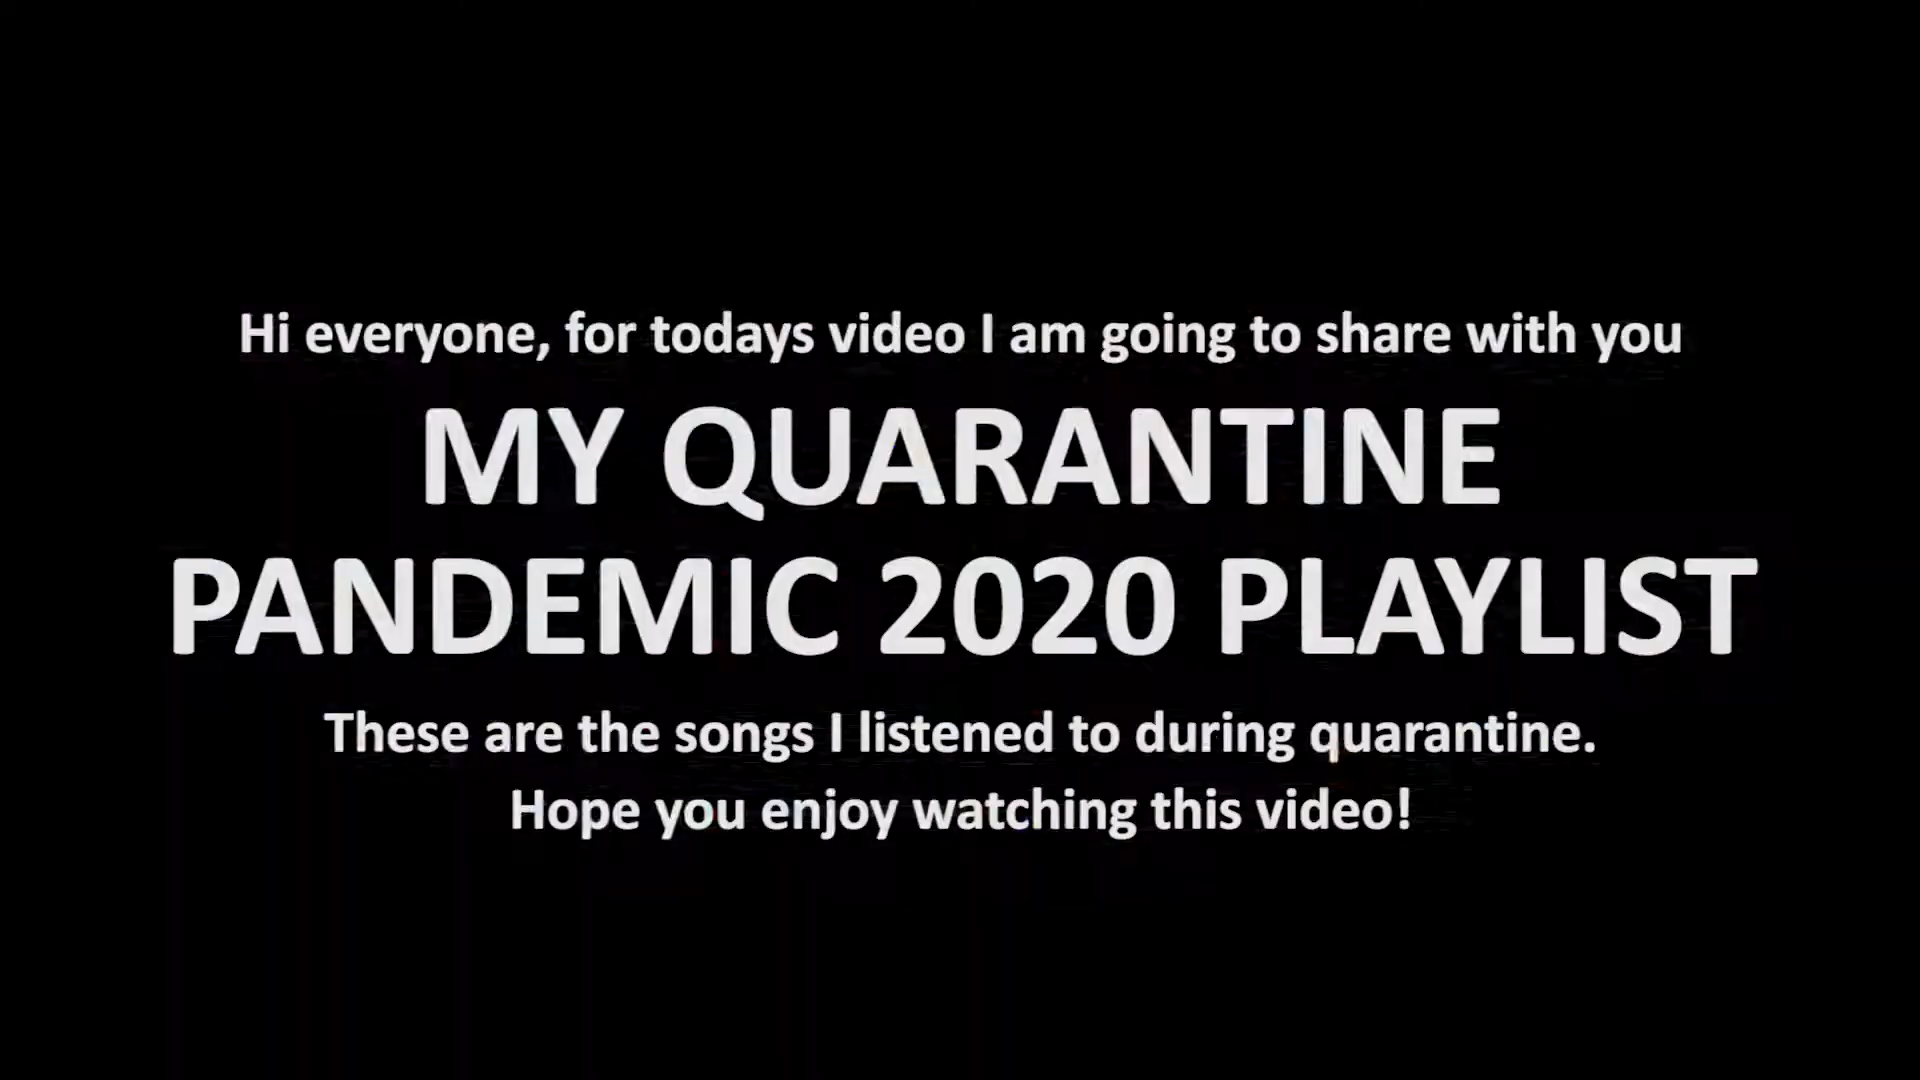 Hi everyone, for todays video I am going to share with you
MY QUARANTINE
PANDEMIC 2020 PLAYLIST
These are the songs I listened to during quarantine.
Hope you enjoy watching this video!